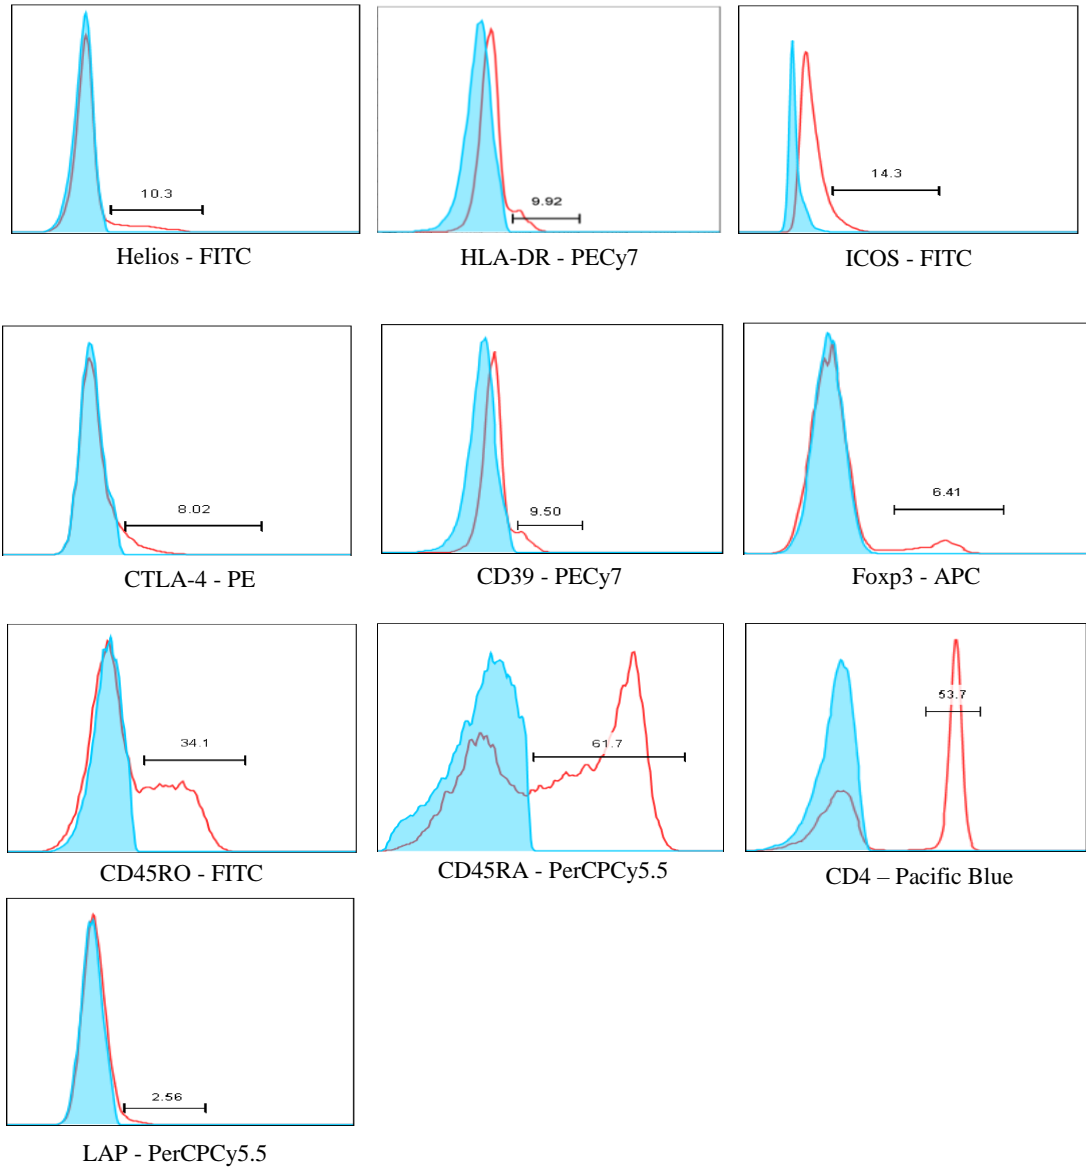 10.3
9.92
14.3
Helios - FITC
HLA-DR - PECy7
ICOS - FITC
8.02
9.50
6.41
CTLA-4 - PE
CD39 - PECy7
Foxp3 - APC
34.1
61.7
53.7
CD45RO - FITC
CD45RA - PerCPCy5.5
CD4 – Pacific Blue
2.56
LAP - PerCPCy5.5